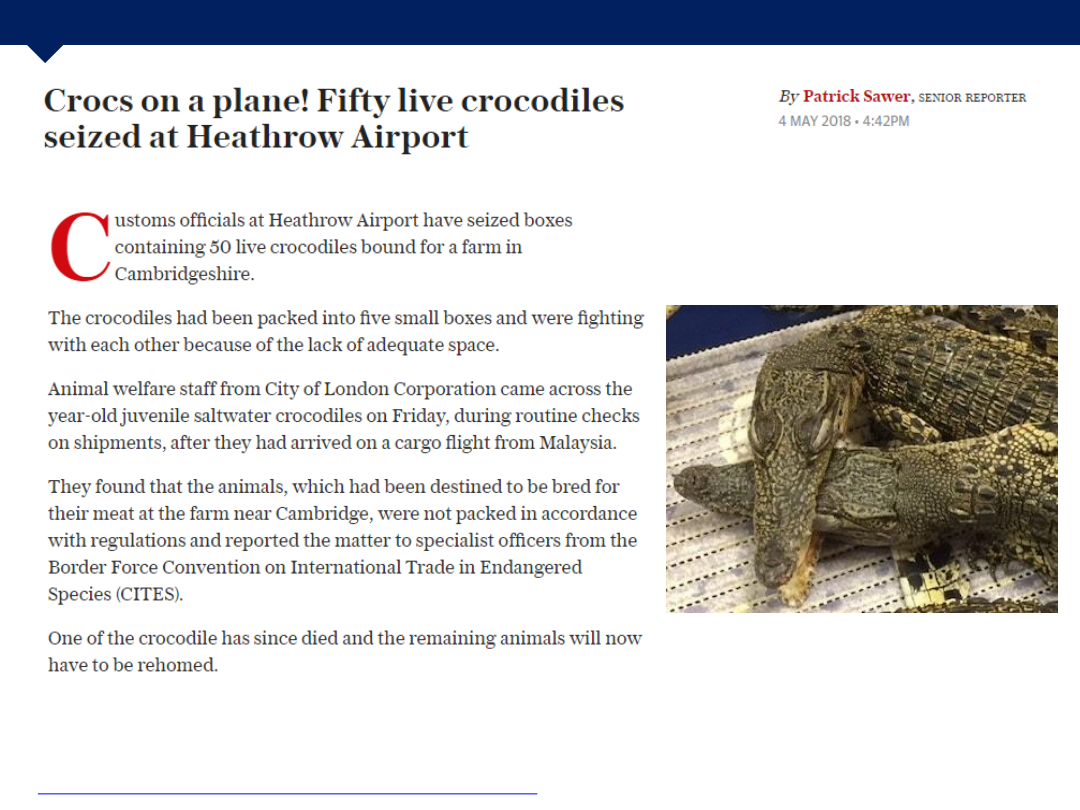 Crocs on a plane! Fifty live crocodiles
seized at Heathrow Airport
By Patrick Sawer, SENIOR REPORTER
4 MAY 2018 • 4:42PM
Customs officials at Heathrow Airport have seized boxes
containing 50 live crocodiles bound for a farm in
Cambridgeshire.
The crocodiles had been packed into five small boxes and were fighting
with each other because of the lack of adequate space.
Animal welfare staff from City of London Corporation came across the
year-old juvenile saltwater crocodiles on Friday, during routine checks
on shipments, after they had arrived on a cargo flight from Malaysia.
They found that the animals, which had been destined to be bred for
their meat at the farm near Cambridge, were not packed in accordance
with regulations and reported the matter to specialist officers from the
Border Force Convention on International Trade in Endangered
Species (CITES).
One of the crocodile has since died and the remaining animals will now
have to be rehomed.